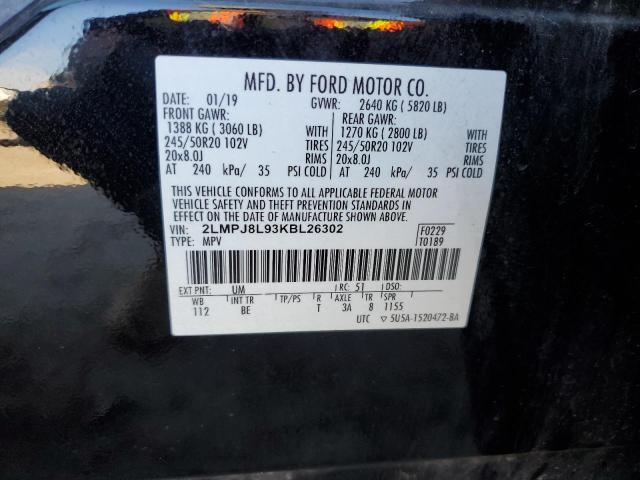 MFD. BY FORD MOTOR CO.
DATE: 01/19 GVWR: 2640 KG ( 5820 LB)
FRONT GAWR: REAR GAWR:
1388 KG ( 3060 LB) WITH 1270 KG ( 2800 LB) WITH
245/50R20 102V TIRES 245/50R20 102V TIRES
20x8.0J RIMS 20x8.0J RIMS
AT 240 kPa/ 35 PSI COLD AT 240 kPa/ 35 PSI COLD
THIS VEHICLE CONFORMS TO ALL APPLICABLE FEDERAL MOTOR
VEHICLE SAFETY AND THEFT PREVENTION STANDARDS IN
EFFECT ON THE DATE OF MANUFACTURE SHOWN ABOVE.
VIN: 2LMPJ8L93KBL26302 F0229
TYPE: MPV T0189
EXT PNT: UM RC: 51 DSO:
WB INT TR TP/PS R AXLE TR SPR
112 BE T 3A 8 1155
UTC ▽ 5U5A-1520472-BA